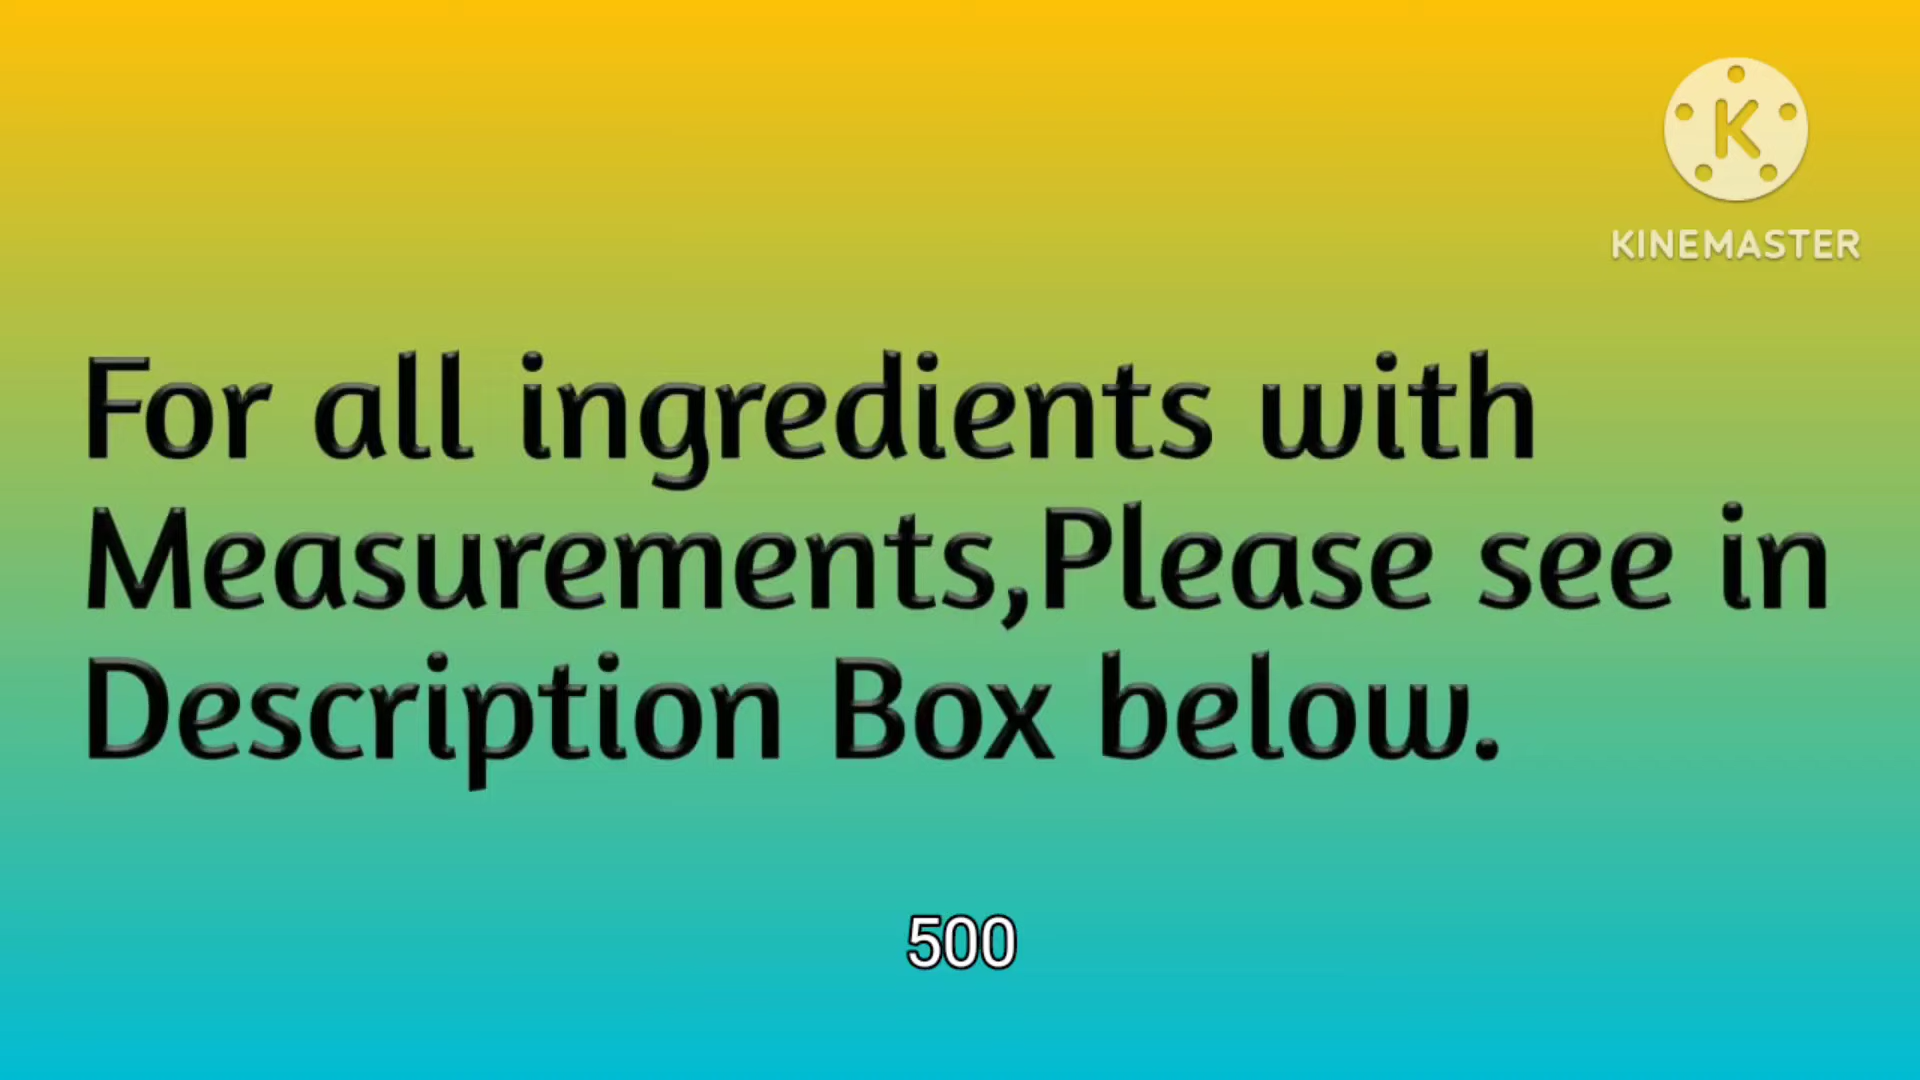 K
KINEMASTER
For all ingredients with
Measurements,Please see in
Description Box below.
500